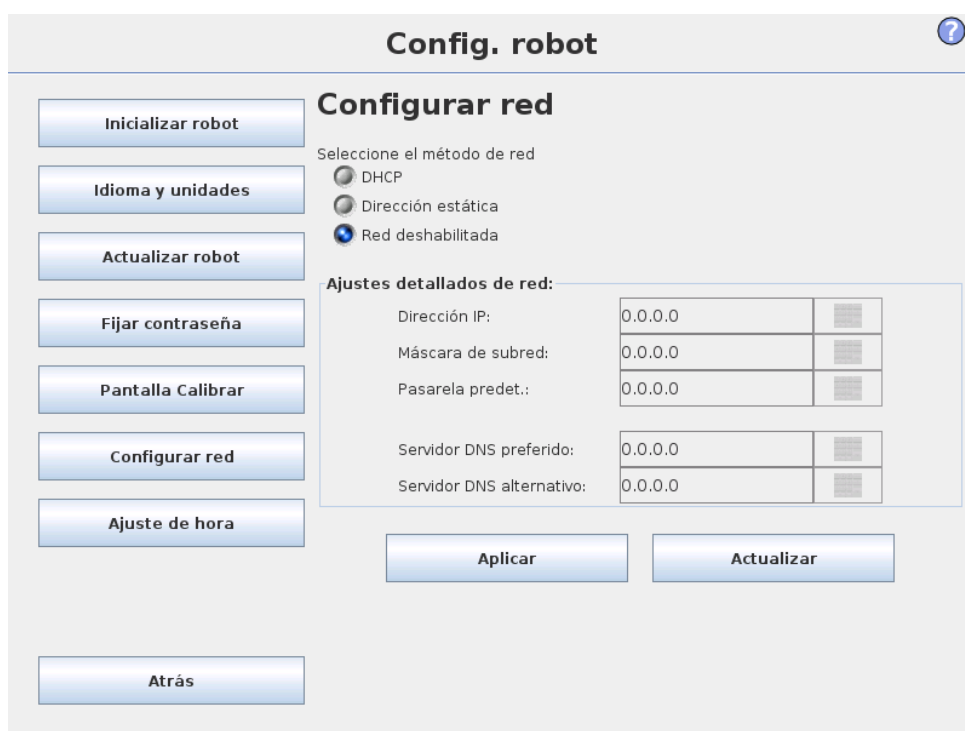 Config. robot
?
Inicializar robot
Idioma y unidades
Actualizar robot
Fijar contraseña
Pantalla Calibrar
Configurar red
Ajuste de hora
Atrás
Configurar red
Seleccione el método de red
DHCP
Dirección estática
Red deshabilitada
Ajustes detallados de red:
Dirección IP: 0.0.0.0
Máscara de subred: 0.0.0.0
Pasarela predet.: 0.0.0.0
Servidor DNS preferido: 0.0.0.0
Servidor DNS alternativo: 0.0.0.0
Aplicar Actualizar